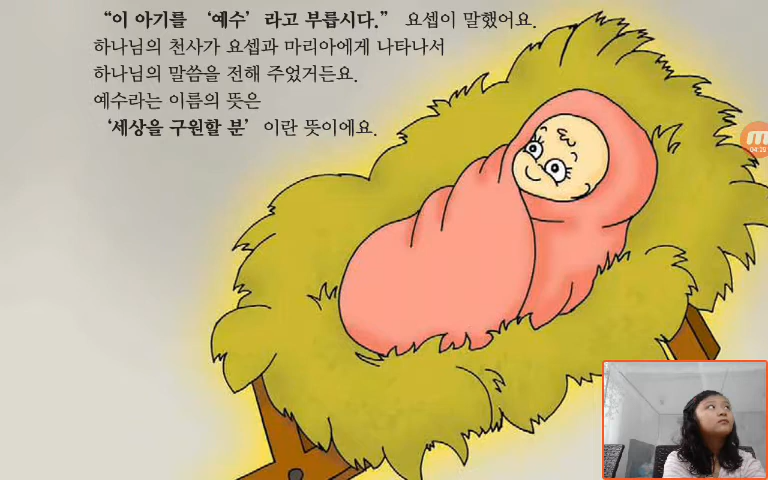 “이 아기를 ‘예수’라고 부릅시다.” 요셉이 말했어요.
하나님의 천사가 요셉과 마리아에게 나타나서
하나님의 말씀을 전해 주었거든요.
예수라는 이름의 뜻은
‘세상을 구원할 분’이란 뜻이에요.
04:29